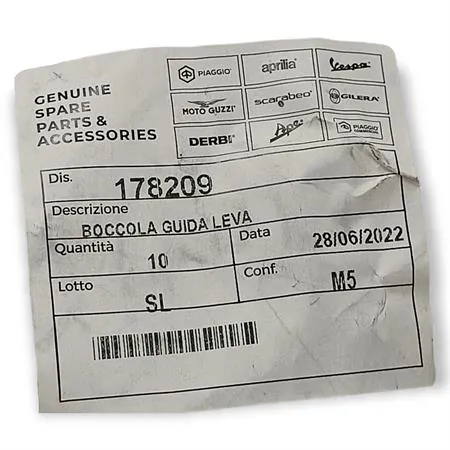 GENUINE
SPARE
PARTS &
ACCESSORIES
PIAGGIO aprilia Vespa
MOTO GUZZI scarabeo GILERA
DERBI Ape PIAGGIO COMMERCIAL
Dis. 178209
Descrizione
BOCCOLA GUIDA LEVA
Quantità 10 Data 28/06/2022
Lotto SL Conf. M5